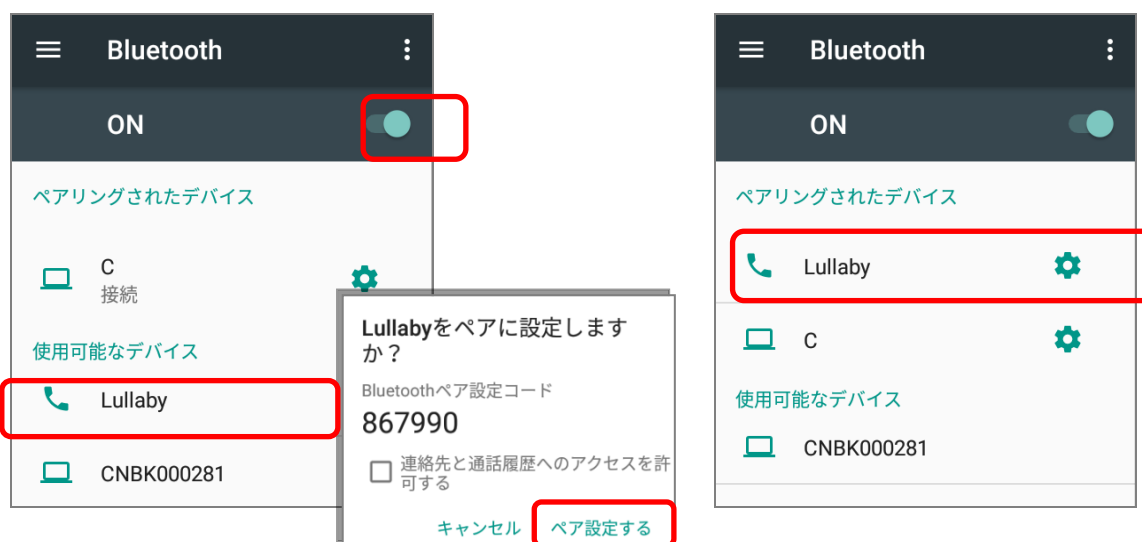 Bluetooth
ON
ペアリングされたデバイス
C
接続
使用可能なデバイス
Lullaby
CNBK000281
Lullabyをペアに設定します
か？
Bluetoothペア設定コード
867990
連絡先と通話履歴へのアクセスを許
可する
キャンセル ペア設定する
Bluetooth
ON
ペアリングされたデバイス
Lullaby
C
使用可能なデバイス
CNBK000281